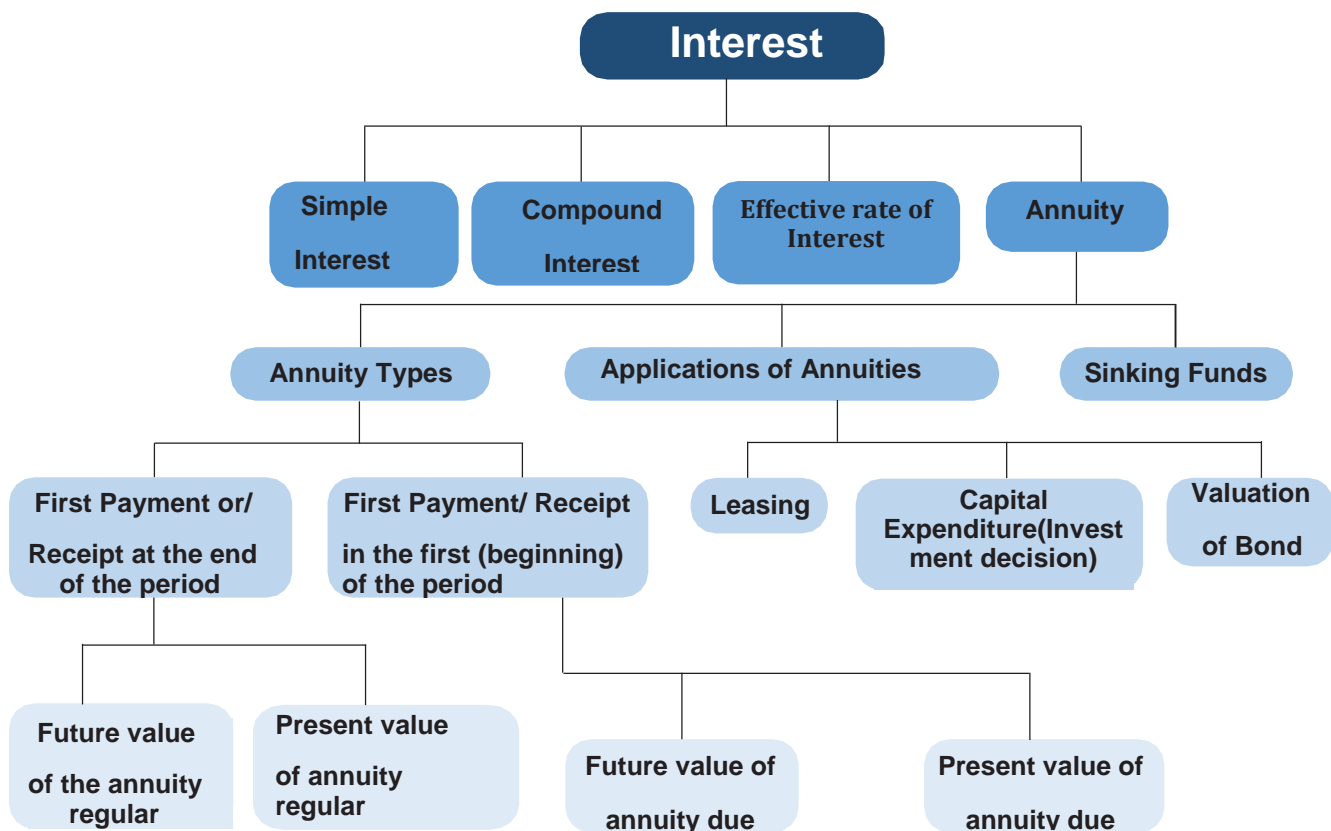 Interest
Simple
Interest
Compound
Interest
Effective rate of
Interest
Annuity
Annuity Types
Applications of Annuities
Sinking Funds
First Payment or/
Receipt at the end
of the period
First Payment/ Receipt
in the first (beginning)
of the period
Leasing
Capital
Expenditure(Invest
ment decision)
Valuation
of Bond
Future value
of the annuity
regular
Present value
of annuity
regular
Future value of
annuity due
Present value of
annuity due